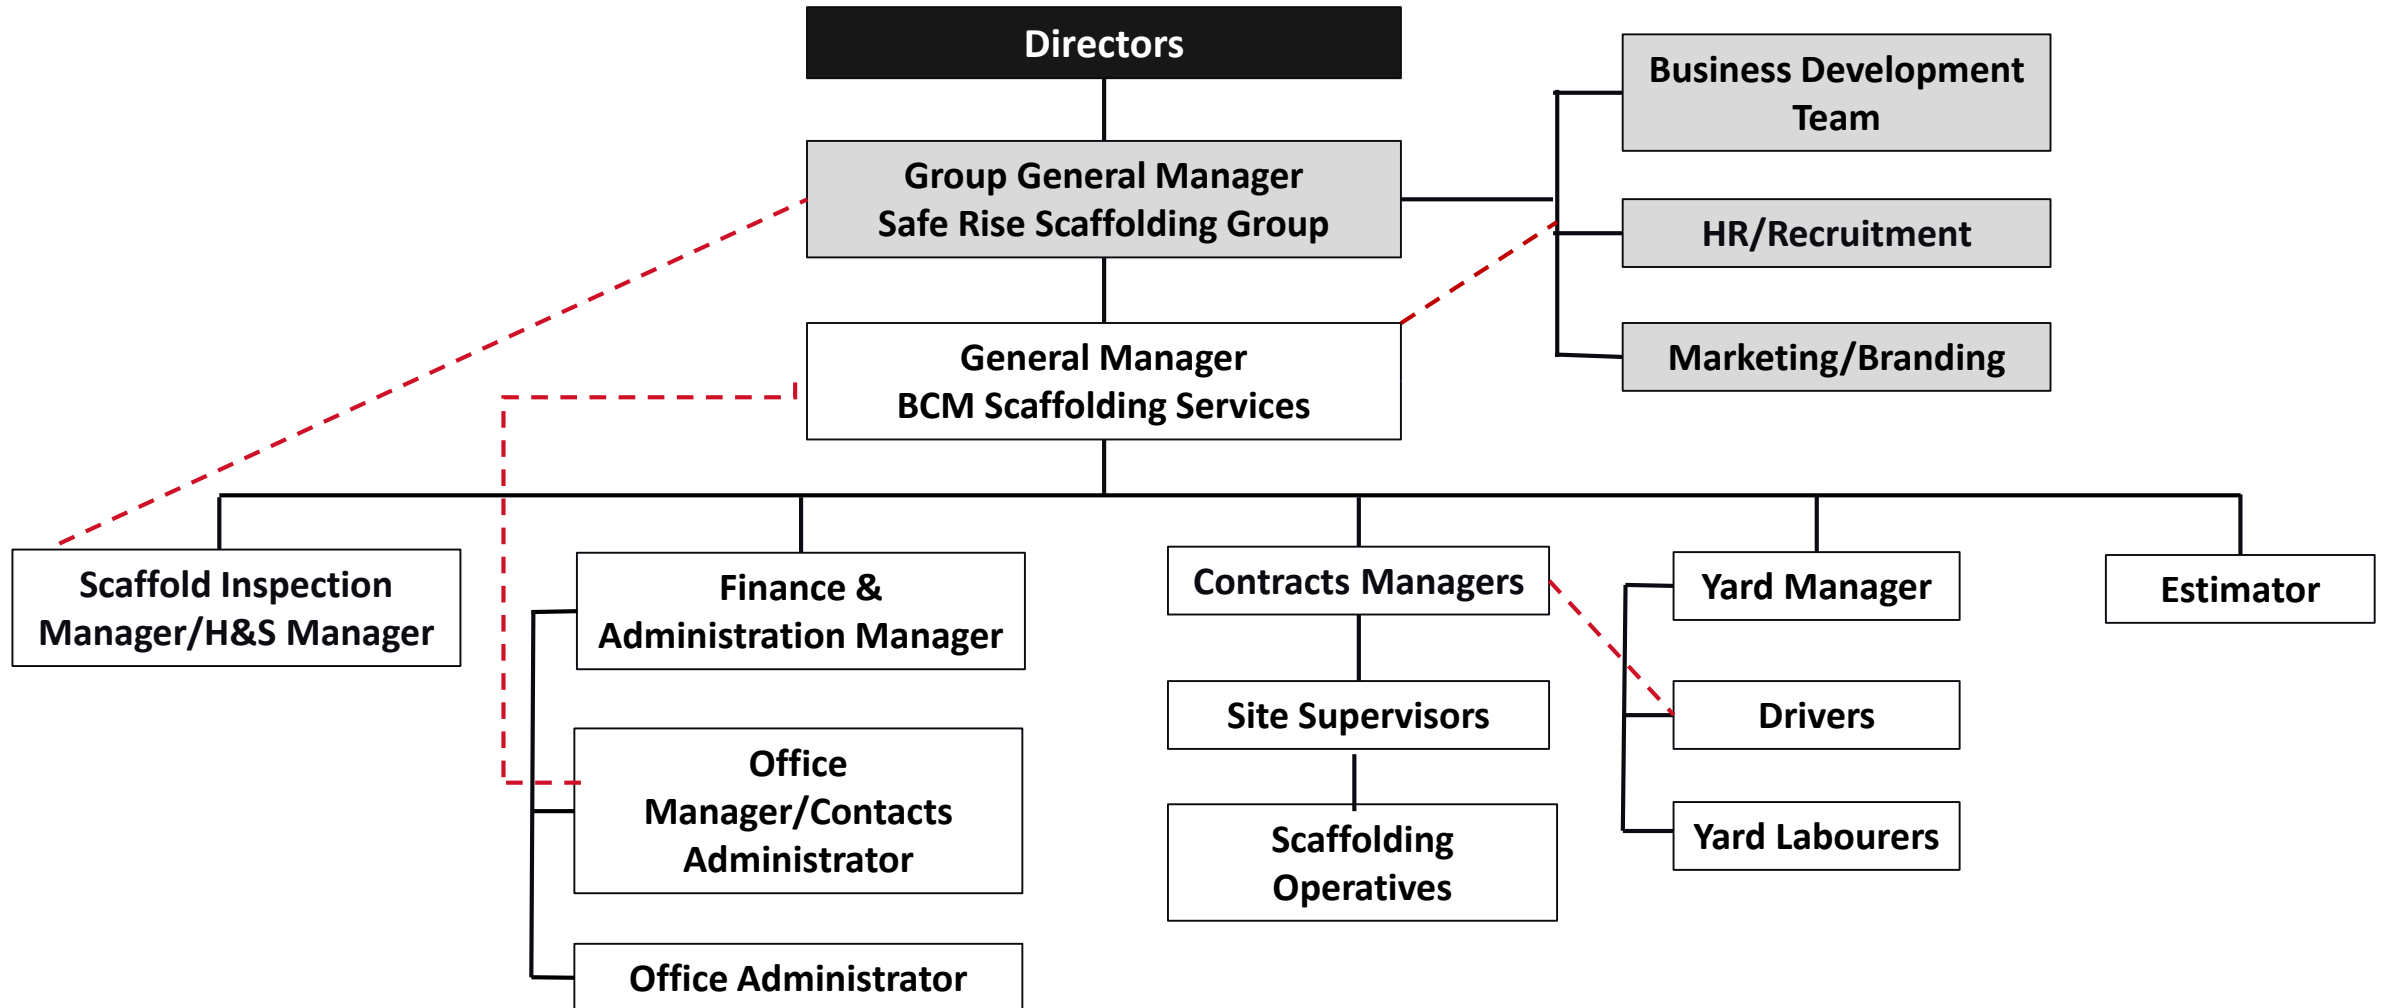 Directors
Business Development
Team
Group General Manager
Safe Rise Scaffolding Group
HR/Recruitment
General Manager
BCM Scaffolding Services
Marketing/Branding
Scaffold Inspection
Manager/H&S Manager
Finance &
Administration Manager
Contracts Managers
Yard Manager
Estimator
Office
Manager/Contacts
Administrator
Site Supervisors
Drivers
Scaffolding
Operatives
Yard Labourers
Office Administrator